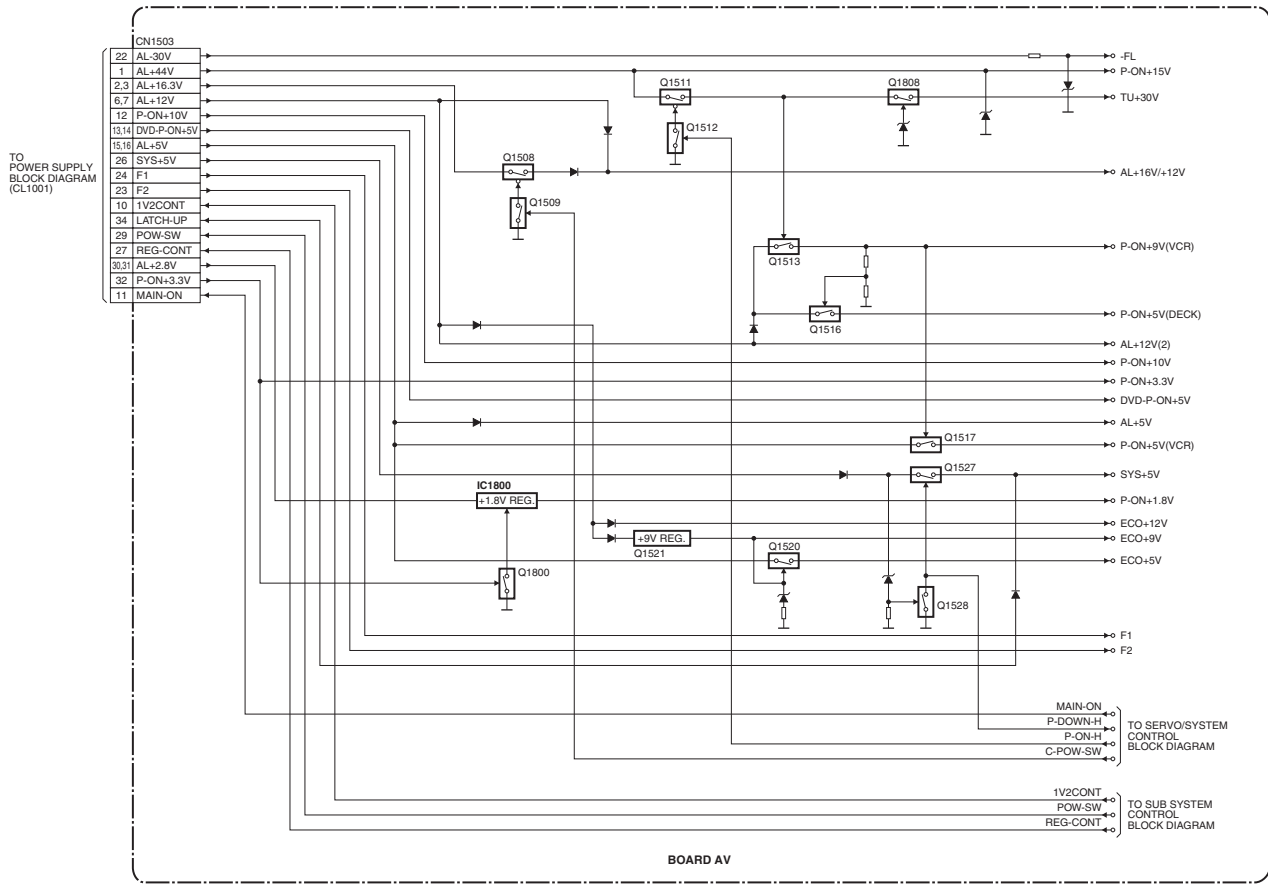 CN1503
22 AL-30V
1 AL+44V
2,3 AL+16.3V
6,7 AL+12V
12 P-ON+10V
13,14 DVD-P-ON+5V
15,16 AL+5V
26 SYS+5V
24 F1
23 F2
10 1V2CONT
34 LATCH-UP
29 POW-SW
27 REG-CONT
30,31 AL+2.8V
32 P-ON+3.3V
11 MAIN-ON
TO
POWER SUPPLY
BLOCK DIAGRAM
(CL1001)
Q1511
Q1512
Q1808
Q1508
Q1509
Q1513
Q1516
Q1517
Q1527
IC1800
+1.8V REG.
+9V REG.
Q1521
Q1520
Q1800
Q1528
-FL
P-ON+15V
TU+30V
AL+16V/+12V
P-ON+9V(VCR)
P-ON+5V(DECK)
AL+12V(2)
P-ON+10V
P-ON+3.3V
DVD-P-ON+5V
AL+5V
P-ON+5V(VCR)
SYS+5V
P-ON+1.8V
ECO+12V
ECO+9V
ECO+5V
F1
F2
MAIN-ON
P-DOWN-H
P-ON-H
C-POW-SW
TO SERVO/SYSTEM
CONTROL
BLOCK DIAGRAM
1V2CONT
POW-SW
REG-CONT
TO SUB SYSTEM
CONTROL
BLOCK DIAGRAM
BOARD AV